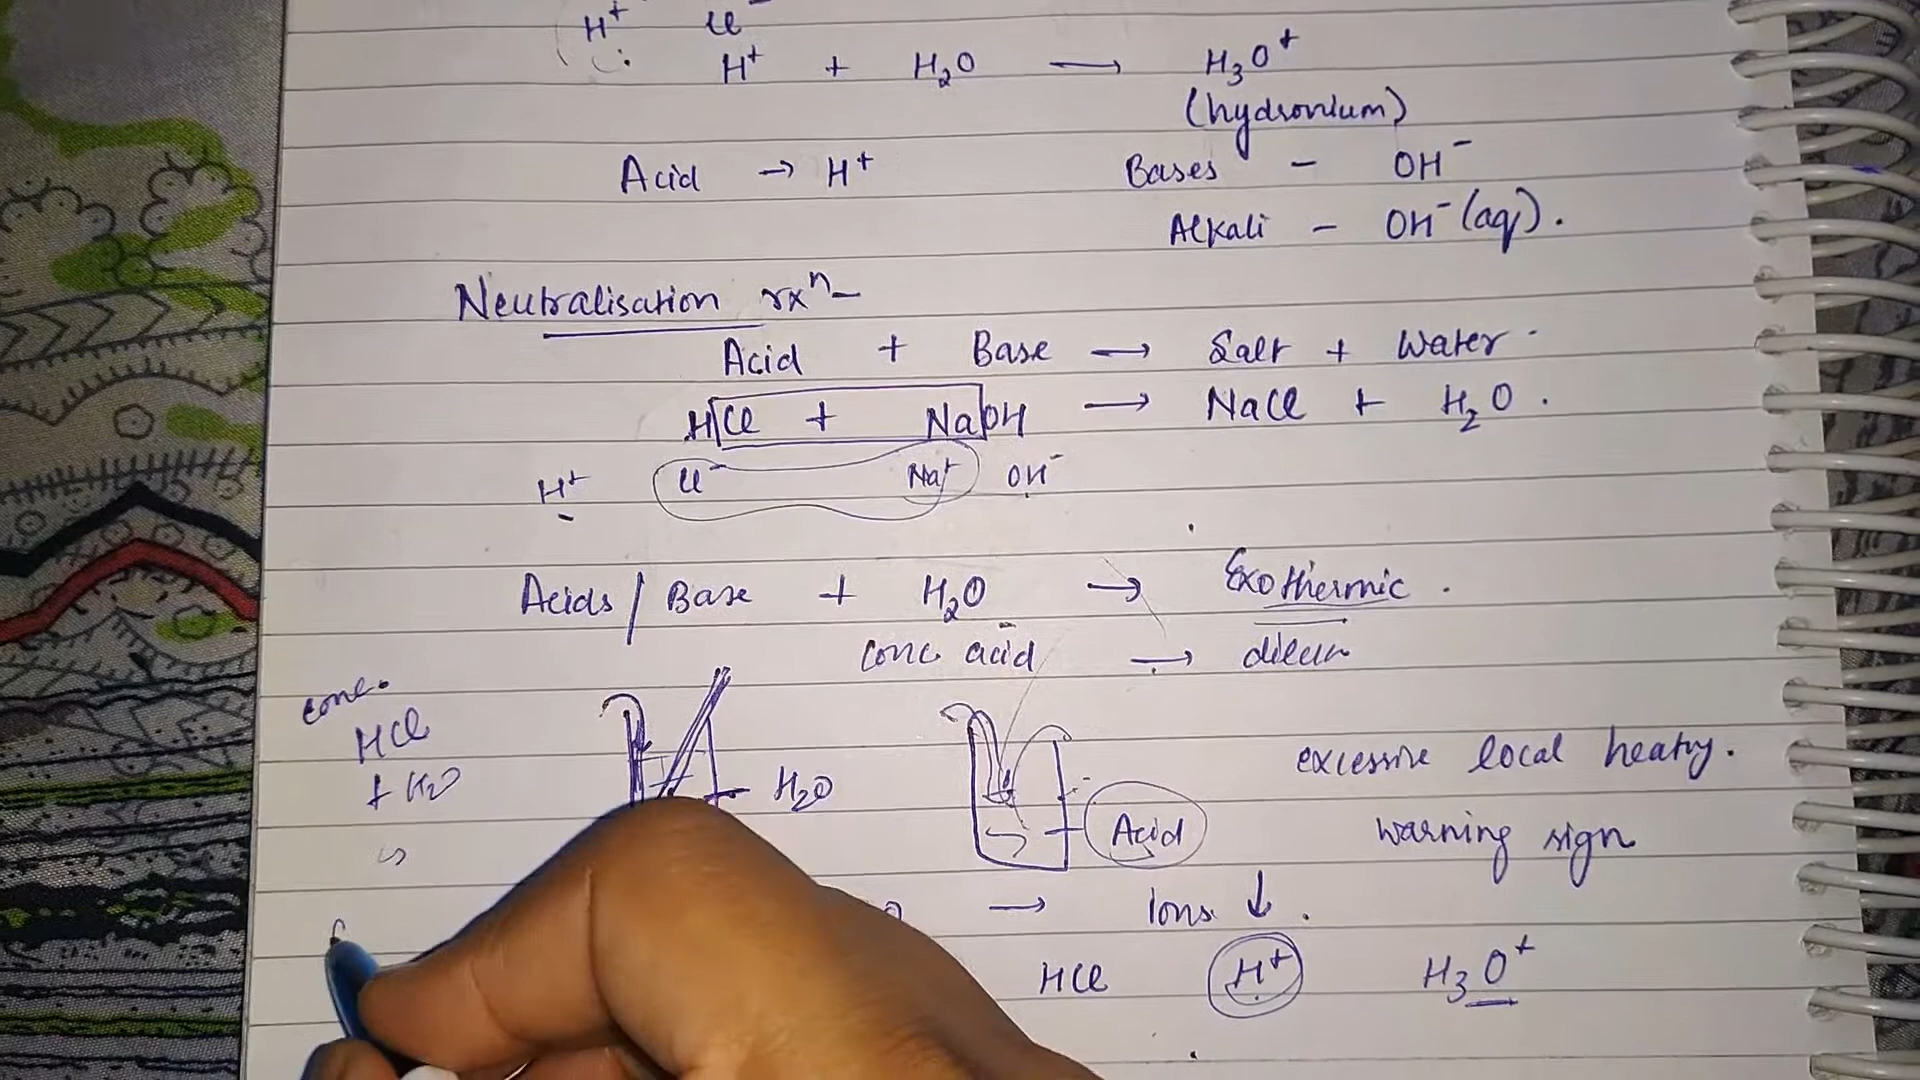 H⁺ Cl⁻
H⁺ + H₂O → H₃O⁺
(hydronium)
Acid → H⁺ Bases - OH⁻
Alkali - OH⁻(aq).
Neutralisation rxⁿ-
Acid + Base → Salt + Water
HCl + NaOH → NaCl + H₂O.
H⁺ Cl⁻ Na⁺ OH⁻
Acids / Base + H₂O → Exothermic.
conc. acid →
conc.
HCl
+ H₂O
H₂O
Acid
excessive local
warning sign
→ Ions ↓.
HCl H⁺ H₃O⁺